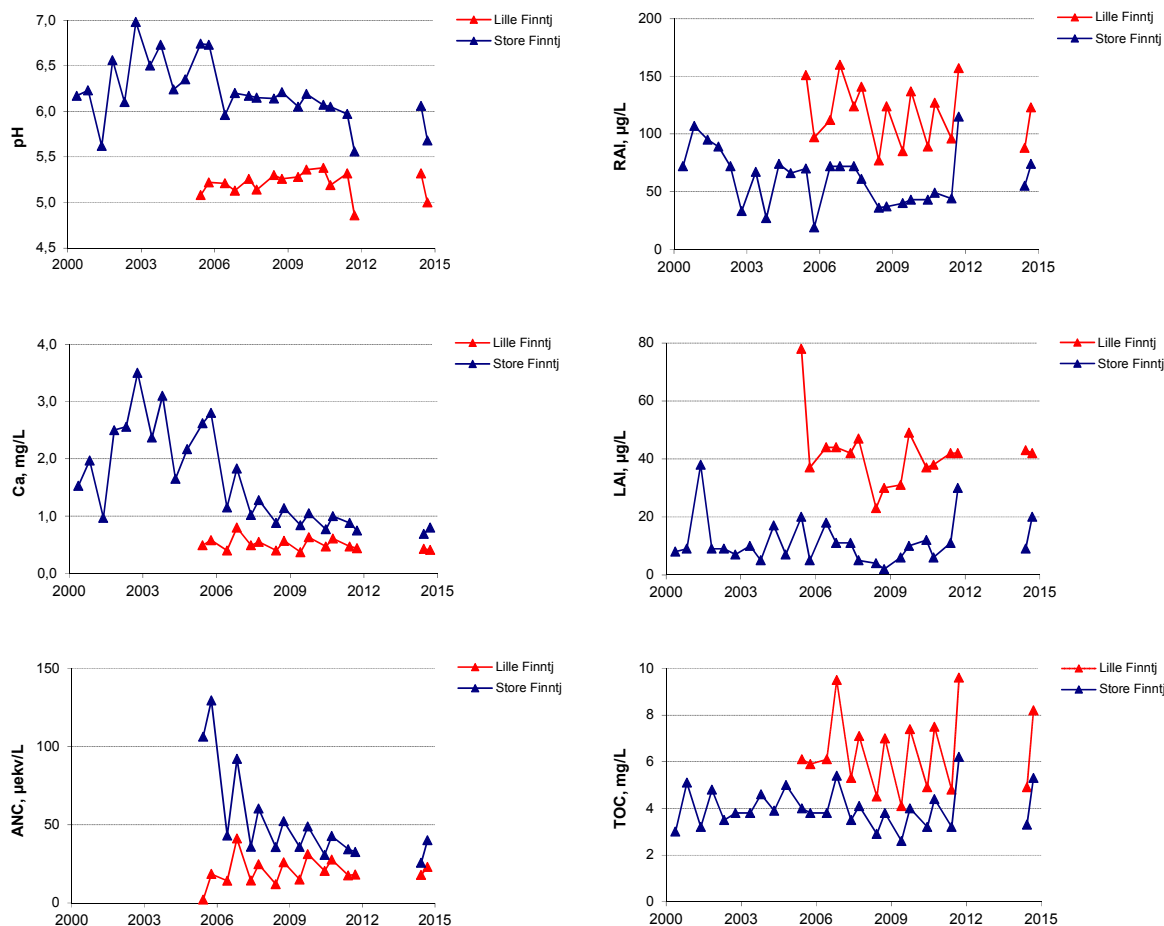 7,0
6,5
6,0
5,5
5,0
4,5
pH
2000 2003 2006 2009 2012 2015
Lille Finntj
Store Finntj
200
150
100
50
0
RAl, µg/L
2000 2003 2006 2009 2012 2015
Lille Finntj
Store Finntj
4,0
3,0
2,0
1,0
0,0
Ca, mg/L
2000 2003 2006 2009 2012 2015
Lille Finntj
Store Finntj
80
60
40
20
0
LAl, µg/L
2000 2003 2006 2009 2012 2015
Lille Finntj
Store Finntj
150
100
50
0
ANC, µekv/L
2000 2003 2006 2009 2012 2015
Lille Finntj
Store Finntj
10
8
6
4
2
0
TOC, mg/L
2000 2003 2006 2009 2012 2015
Lille Finntj
Store Finntj